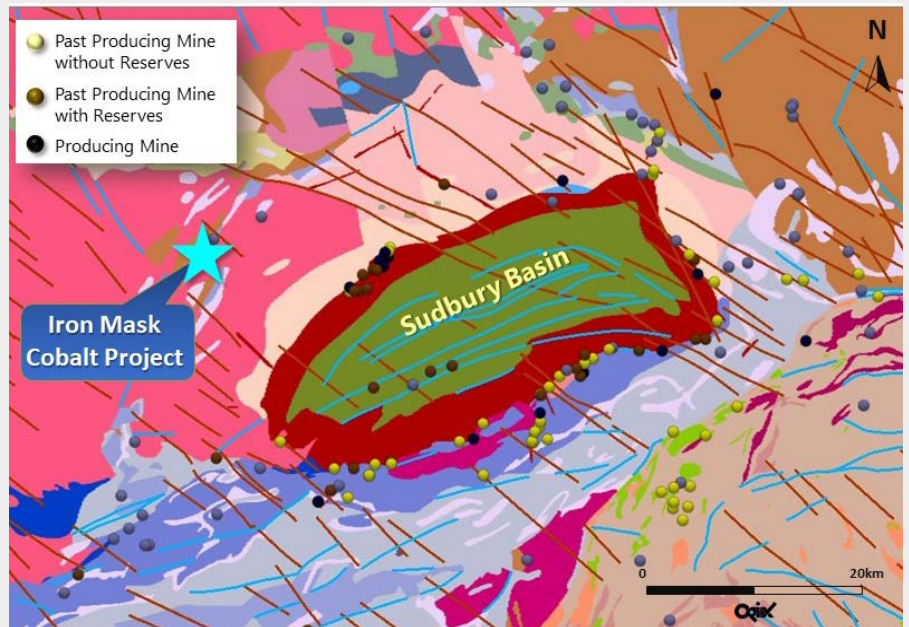 Past Producing Mine
without Reserves
Past Producing Mine
with Reserves
Producing Mine
N
Sudbury Basin
Iron Mask
Cobalt Project
0
20km